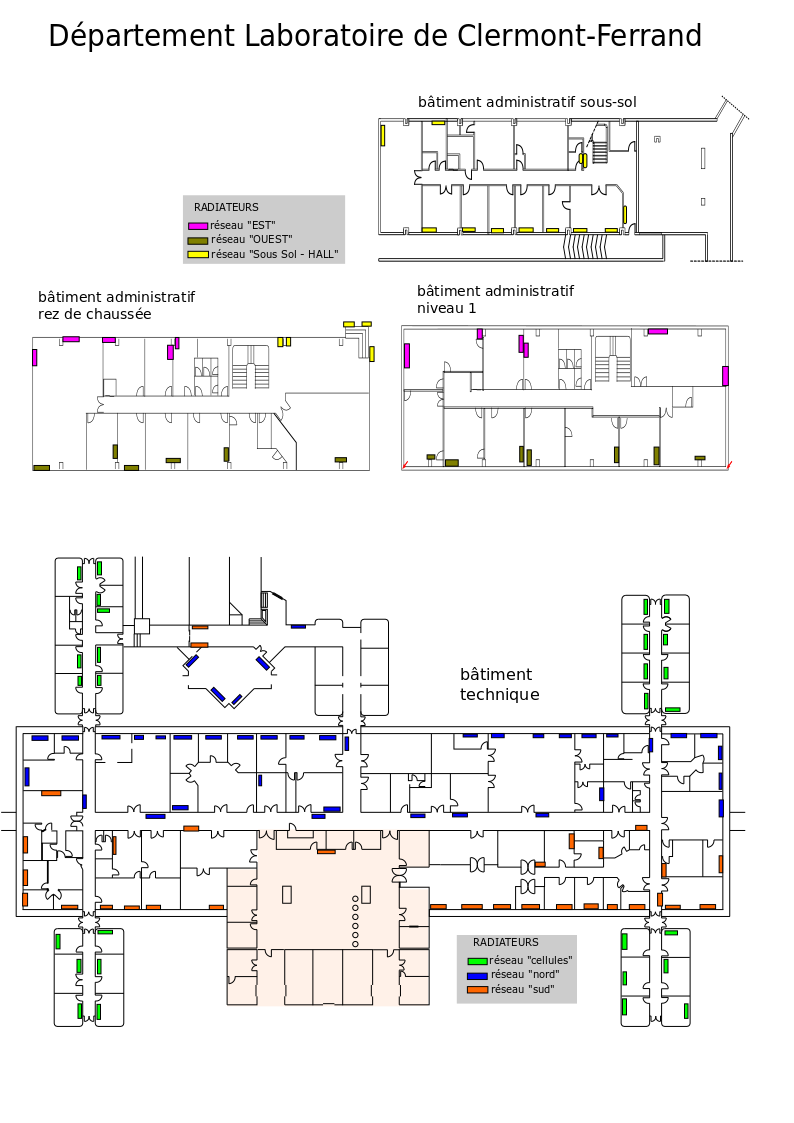 Département Laboratoire de Clermont-Ferrand
bâtiment administratif sous-sol
RADIATEURS
réseau "EST"
réseau "OUEST"
réseau "Sous Sol - HALL"
bâtiment administratif
rez de chaussée
bâtiment administratif
niveau 1
bâtiment
technique
RADIATEURS
réseau "cellules"
réseau "nord"
réseau "sud"